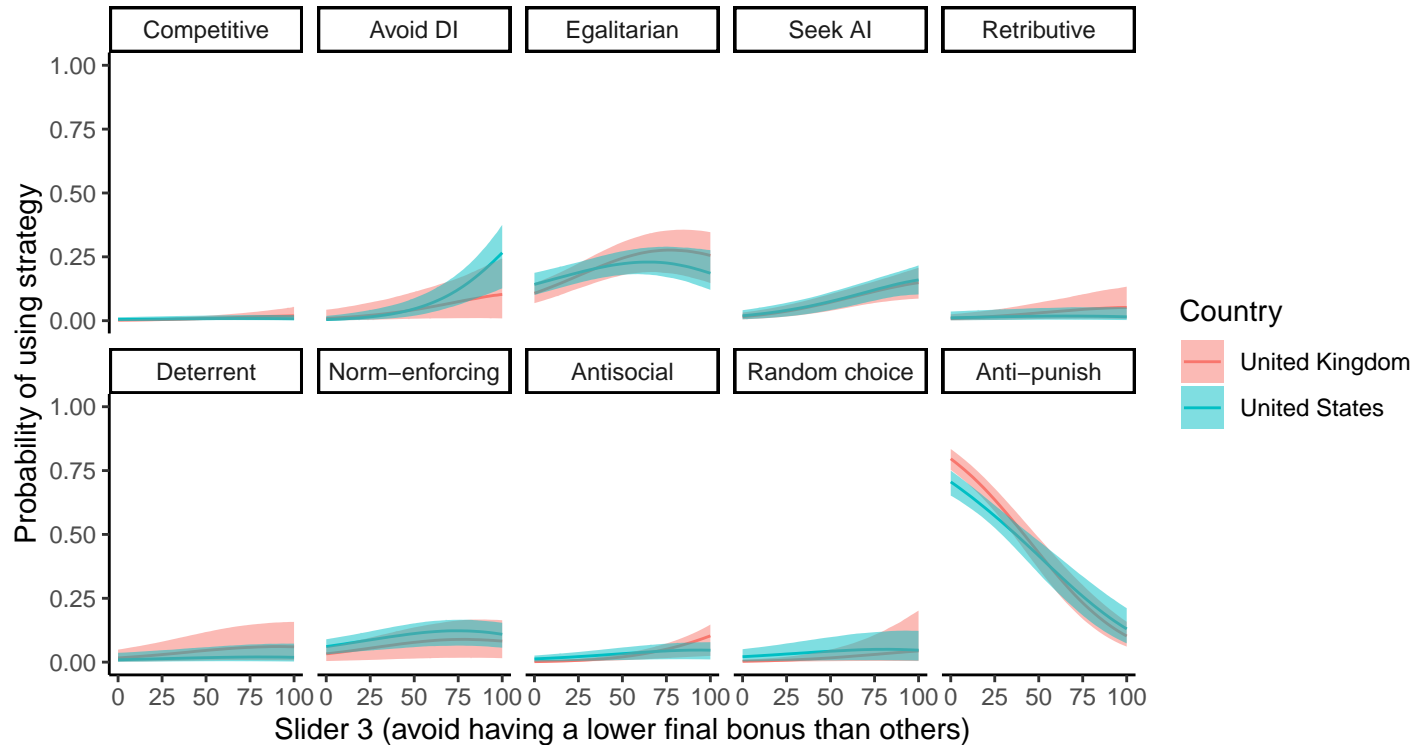 Competitive
Avoid DI
Egalitarian
Seek AI
Retributive
1.00
0.75
0.50
0.25
0.00
Deterrent
Norm−enforcing
Antisocial
Random choice
Anti−punish
1.00
0.75
0.50
0.25
0.00
0 25 50 75 100
0 25 50 75 100
0 25 50 75 100
0 25 50 75 100
0 25 50 75 100
Slider 3 (avoid having a lower final bonus than others)
Probability of using strategy
Country
United Kingdom
United States